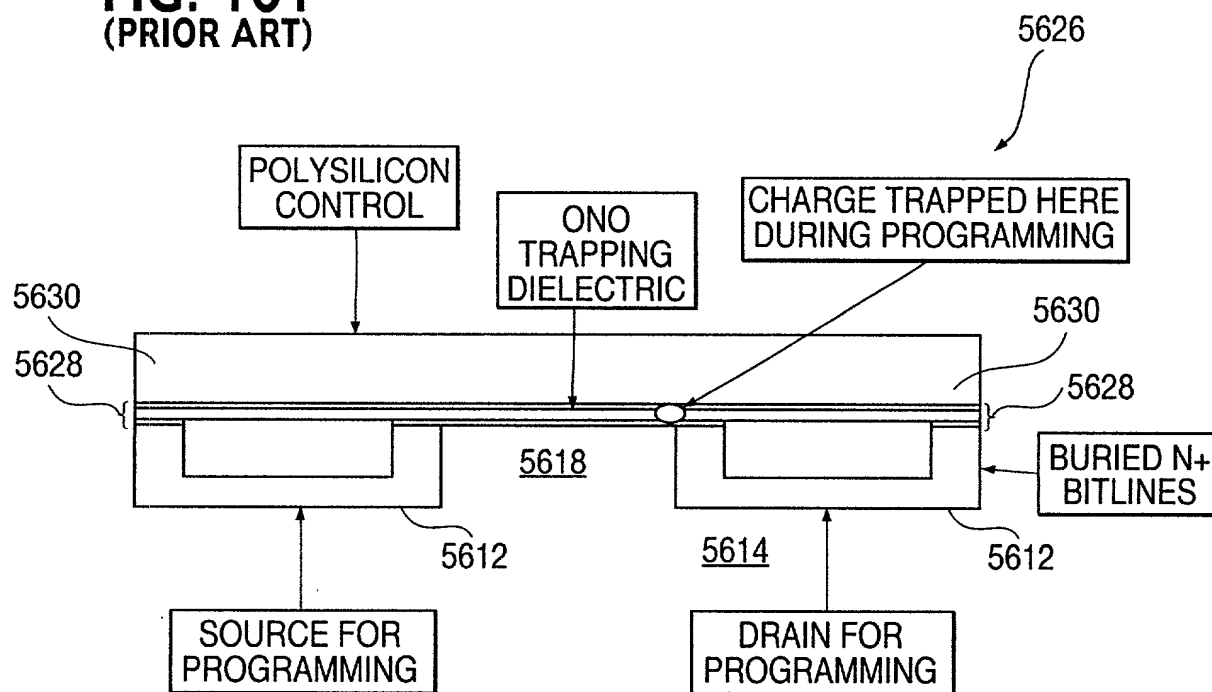 (PRIOR ART)
5626
POLYSILICON
CONTROL
ONO
TRAPPING
DIELECTRIC
CHARGE TRAPPED HERE
DURING PROGRAMMING
5630
5630
5628
5628
5618
BURIED N+
BITLINES
5612
5614
5612
SOURCE FOR
PROGRAMMING
DRAIN FOR
PROGRAMMING